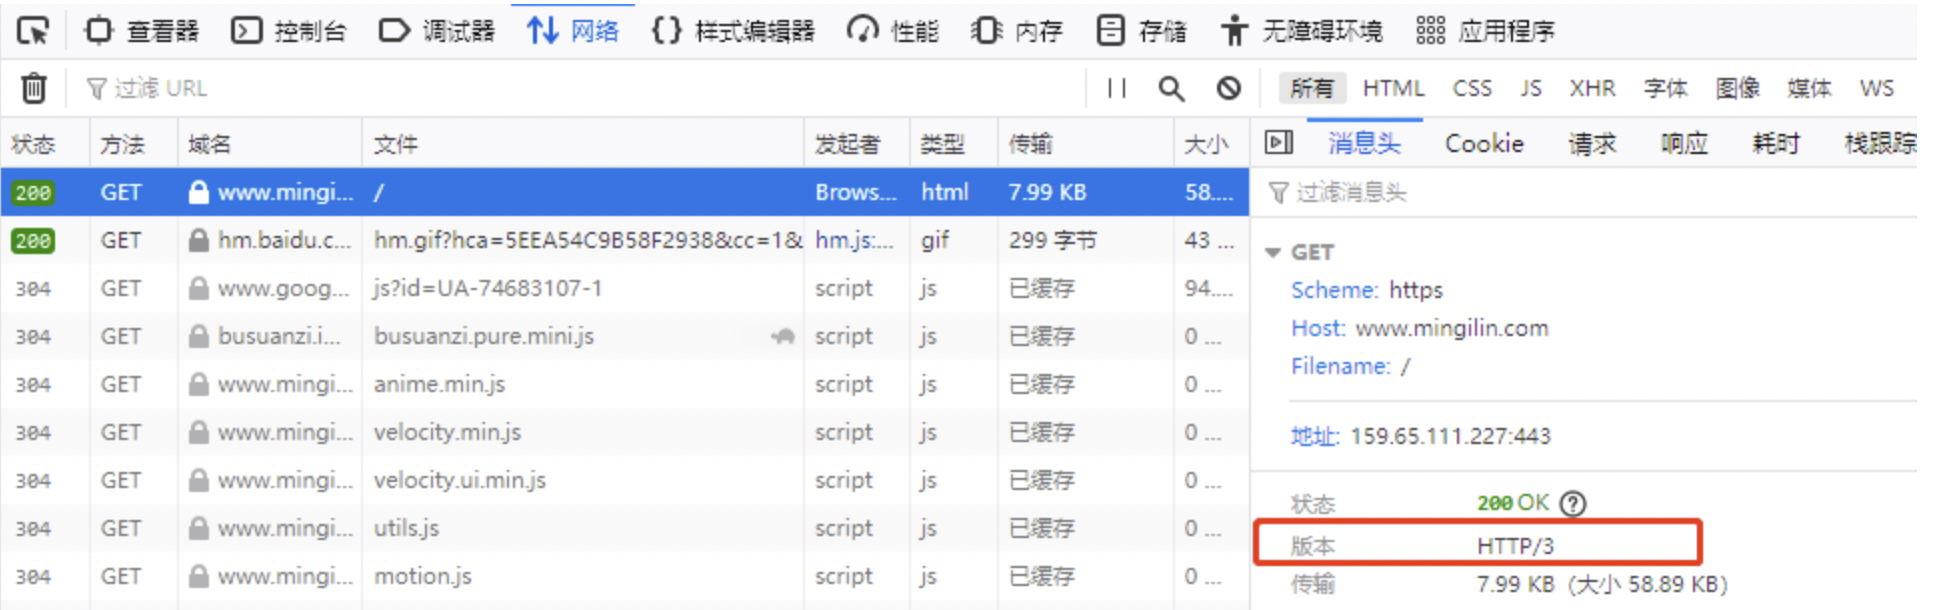 查看器 控制台 调试器 网络 样式编辑器 性能 内存 存储 无障碍环境 应用程序
过滤 URL 所有 HTML CSS JS XHR 字体 图像 媒体 WS
状态 方法 域名 文件 发起者 类型 传输 大小
200 GET www.mingi... / Brows... html 7.99 KB 58....
200 GET hm.baidu.c... hm.gif?hca=5EEA54C9B58F2938&cc=1& hm.js:... gif 299 字节 43 ...
304 GET www.goog... js?id=UA-74683107-1 script js 已缓存 94....
304 GET busuanzi.i... busuanzi.pure.mini.js script js 已缓存 0 ...
304 GET www.mingi... anime.min.js script js 已缓存 0 ...
304 GET www.mingi... velocity.min.js script js 已缓存 0 ...
304 GET www.mingi... velocity.ui.min.js script js 已缓存 0 ...
304 GET www.mingi... utils.js script js 已缓存 0 ...
304 GET www.mingi... motion.js script js 已缓存 0 ...
消息头 Cookie 请求 响应 耗时 栈跟踪
过滤消息头
GET
Scheme: https
Host: www.mingilin.com
Filename: /
地址: 159.65.111.227:443
状态 200 OK ?
版本 HTTP/3
传输 7.99 KB (大小 58.89 KB)